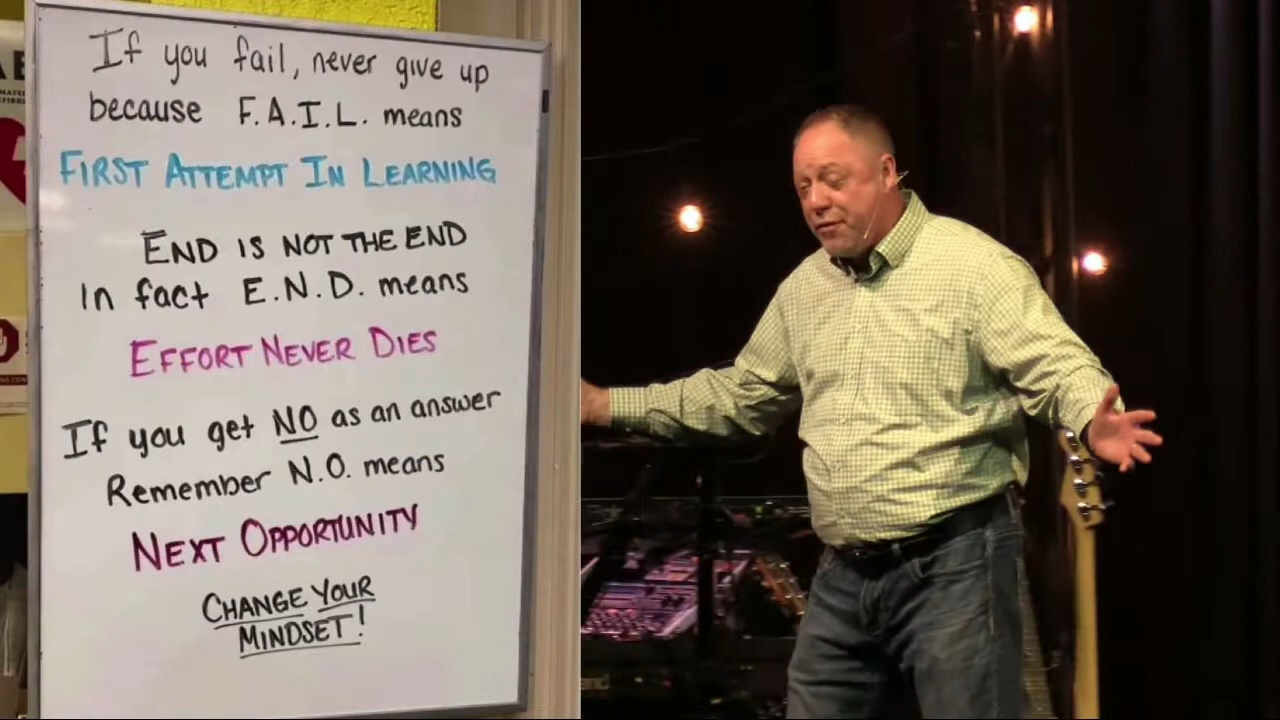 If you fail, never give up
because F.A.I.L. means
FIRST ATTEMPT IN LEARNING
END IS NOT THE END
In fact E.N.D. means
EFFORT NEVER DIES
If you get NO as an answer
Remember N.O. means
NEXT OPPORTUNITY
CHANGE YOUR
MINDSET!